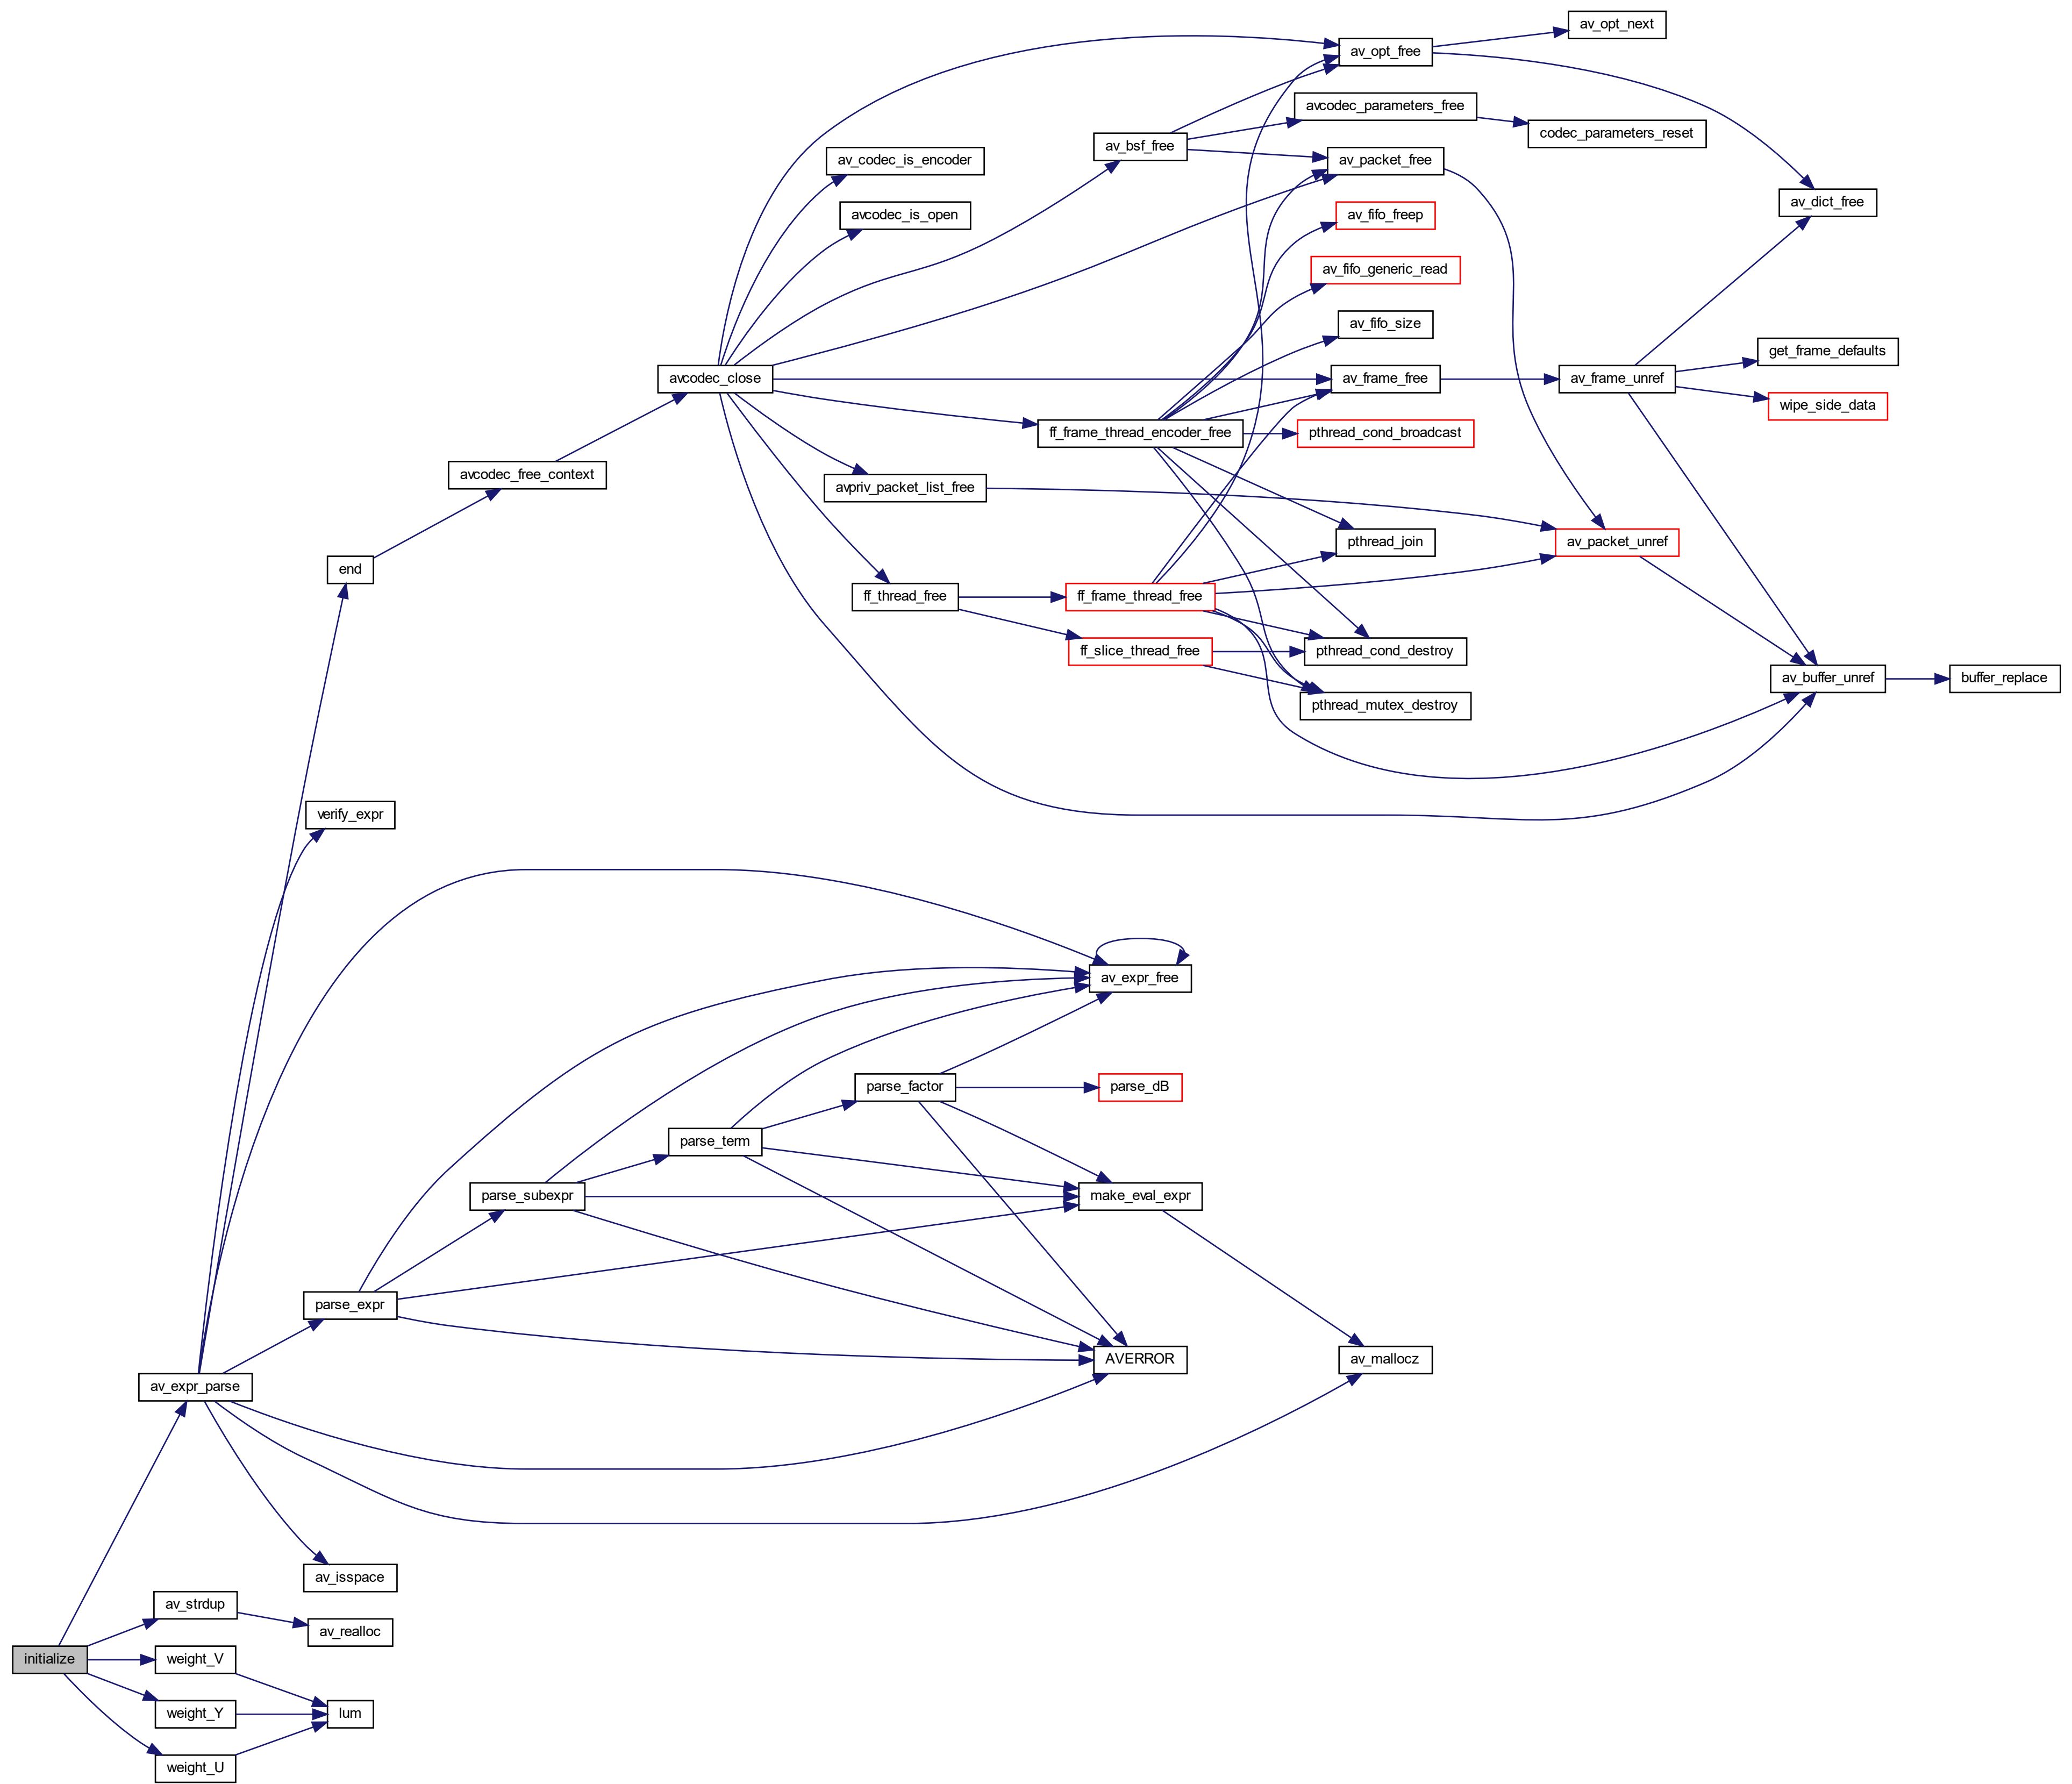 av_opt_next
av_opt_free
avcodec_parameters_free
codec_parameters_reset
av_bsf_free
av_codec_is_encoder
av_packet_free
av_dict_free
avcodec_is_open
av_fifo_freep
av_fifo_generic_read
av_fifo_size
get_frame_defaults
avcodec_close
av_frame_free
av_frame_unref
wipe_side_data
ff_frame_thread_encoder_free
pthread_cond_broadcast
avcodec_free_context
avpriv_packet_list_free
pthread_join
av_packet_unref
end
ff_thread_free
ff_frame_thread_free
ff_slice_thread_free
pthread_cond_destroy
av_buffer_unref
buffer_replace
pthread_mutex_destroy
verify_expr
av_expr_free
parse_factor
parse_dB
parse_term
parse_subexpr
make_eval_expr
parse_expr
AVERROR
av_mallocz
av_expr_parse
av_isspace
av_strdup
av_realloc
initialize
weight_V
weight_Y
lum
weight_U